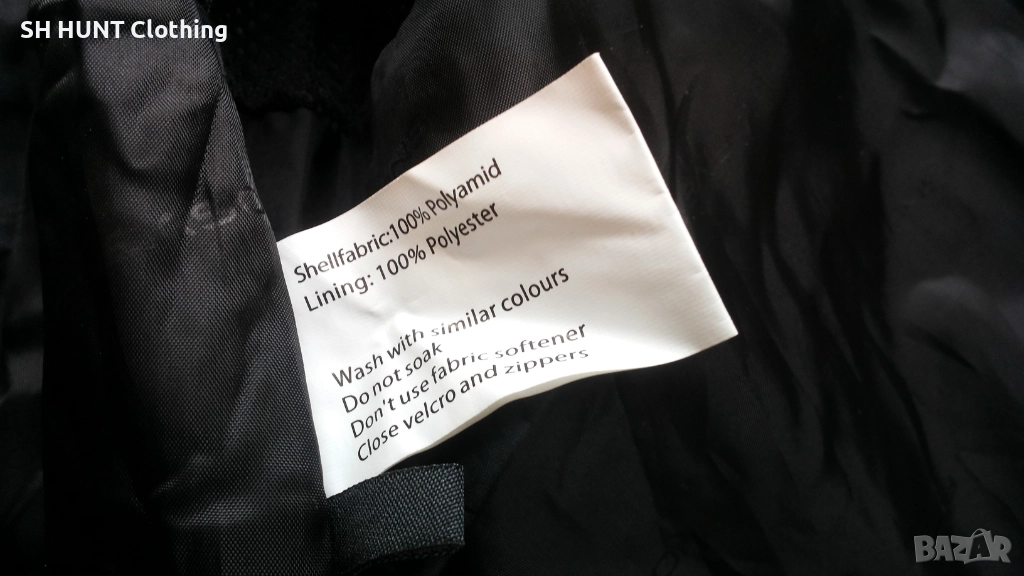 SH HUNT Clothing
Shellfabric:100% Polyamid
Lining: 100% Polyester
Wash with similar colours
Do not soak
Don't use fabric softener
Close velcro and zippers
BAZAR